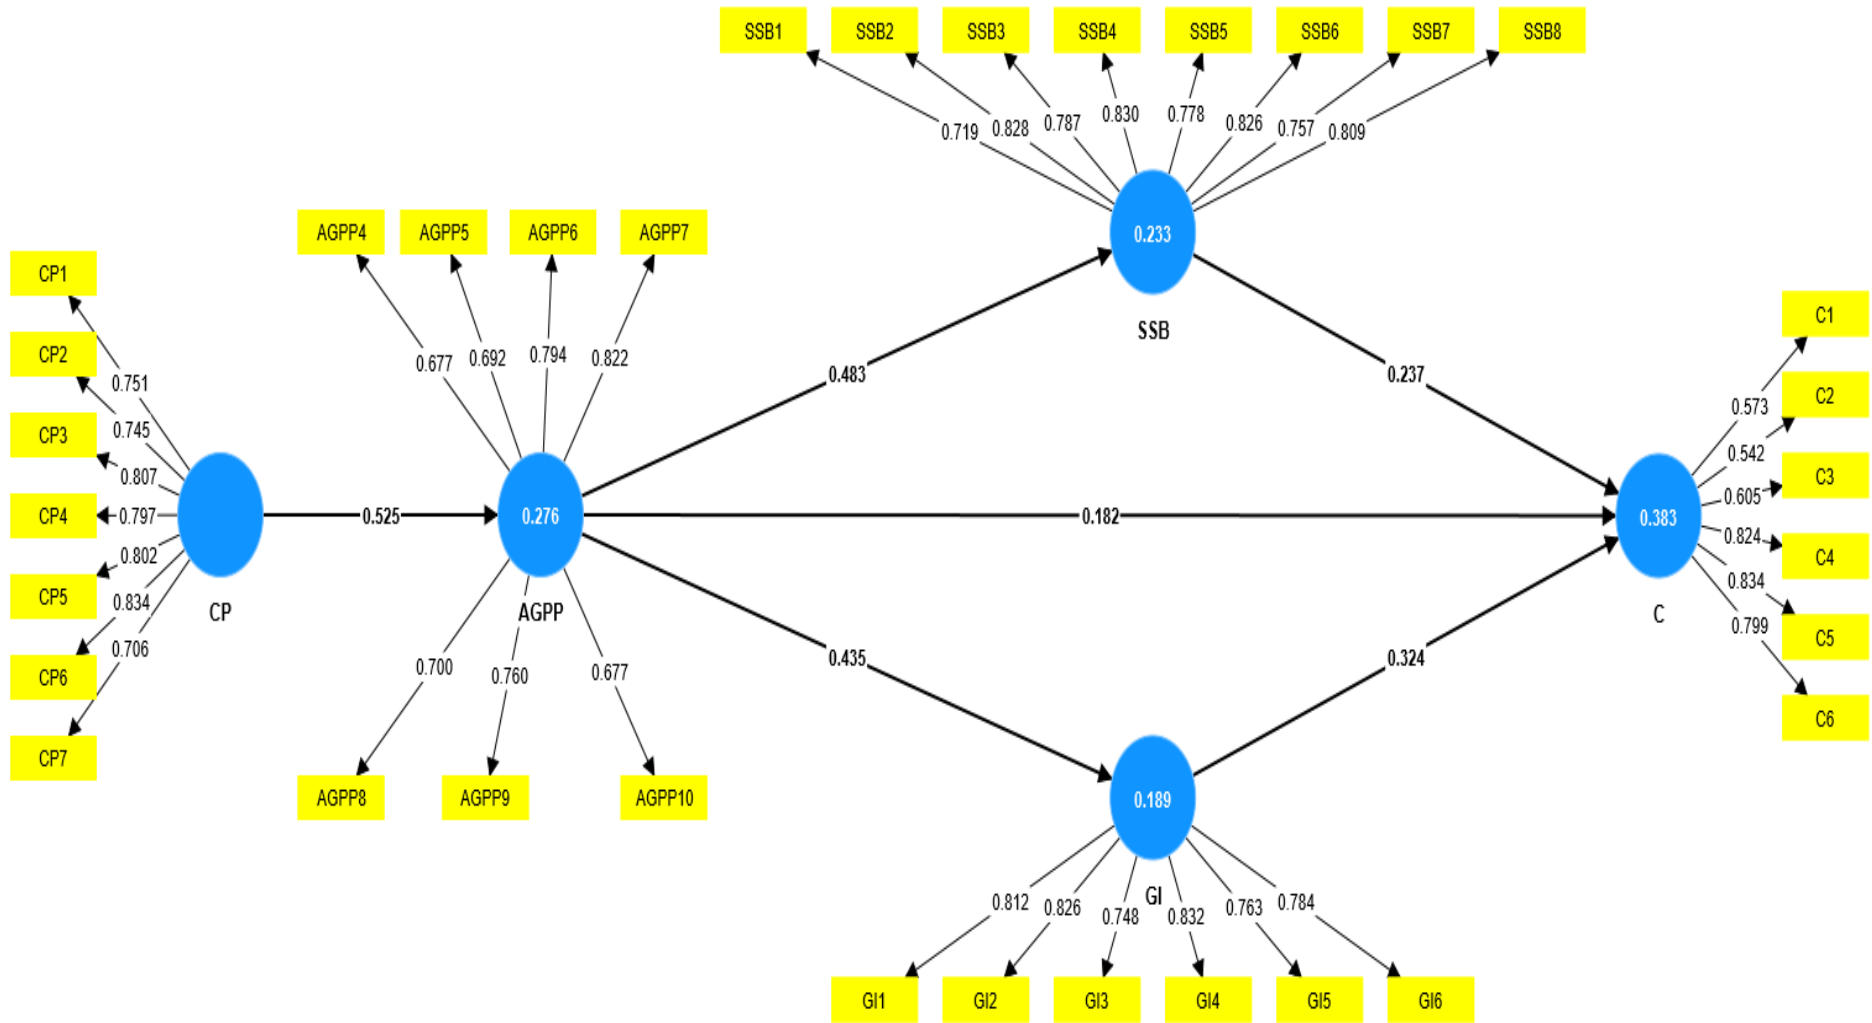 SSB1 SSB2 SSB3 SSB4 SSB5 SSB6 SSB7 SSB8
0.719 0.828 0.787 0.830 0.778 0.826 0.757 0.809
0.233
SSB
AGPP4 AGPP5 AGPP6 AGPP7
0.677 0.692 0.794 0.822
CP1
CP2
CP3
CP4
CP5
CP6
CP7
0.751
0.745
0.807
0.797
0.802
0.834
0.706
CP
0.525
0.276
AGPP
0.700 0.760 0.677
AGPP8 AGPP9 AGPP10
0.483
0.237
0.182
0.435
0.324
0.383
C
0.573
0.542
0.605
0.824
0.834
0.799
C1
C2
C3
C4
C5
C6
0.189
GI
0.812 0.826 0.748 0.832 0.763 0.784
GI1 GI2 GI3 GI4 GI5 GI6